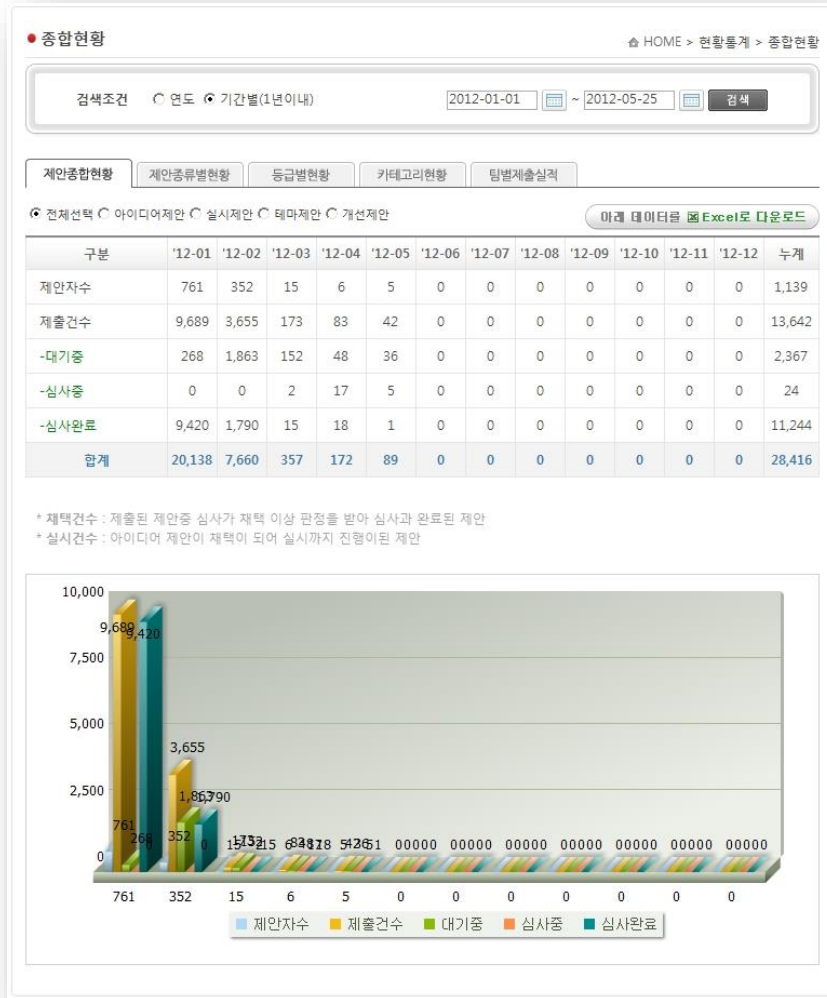 종합현황
HOME > 현황통계 > 종합현황
검색조건 연도 기간별(1년이내) 2012-01-01 ~ 2012-05-25 검색
제안종합현황 제안종류별현황 등급별현황 카테고리현황 팀별제출실적
전체선택 아이디어제안 실시제안 테마제안 개선제안
아래 데이터를 Excel로 다운로드
구분 '12-01 '12-02 '12-03 '12-04 '12-05 '12-06 '12-07 '12-08 '12-09 '12-10 '12-11 '12-12 누계
제안자수 761 352 15 6 5 0 0 0 0 0 0 0 1,139
제출건수 9,689 3,655 173 83 42 0 0 0 0 0 0 0 13,642
-대기중 268 1,863 152 48 36 0 0 0 0 0 0 0 2,367
-심사중 0 0 2 17 5 0 0 0 0 0 0 0 24
-심사완료 9,420 1,790 15 18 1 0 0 0 0 0 0 0 11,244
합계 20,138 7,660 357 172 89 0 0 0 0 0 0 0 28,416
* 채택건수 : 제출된 제안중 심사가 채택 이상 판정을 받아 심사과 완료된 제안
* 실시건수 : 아이디어 제안이 채택이 되어 실시까지 진행이된 제안
10,000
9,689 9,420
7,500
5,000
3,655
2,500
1,863 1,790
761 268 0 352 0
0 00000 00000 00000 00000 00000 00000 00000
761 352 15 6 5 0 0 0 0 0 0 0
제안자수 제출건수 대기중 심사중 심사완료